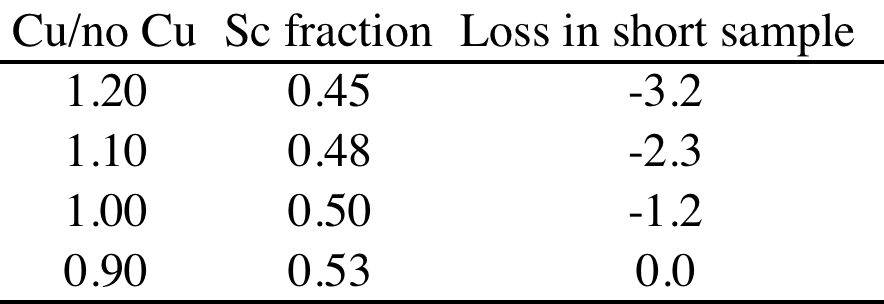 Cu/no Cu Sc fraction Loss in short sample
1.20 0.45 -3.2
1.10 0.48 -2.3
1.00 0.50 -1.2
0.90 0.53 0.0